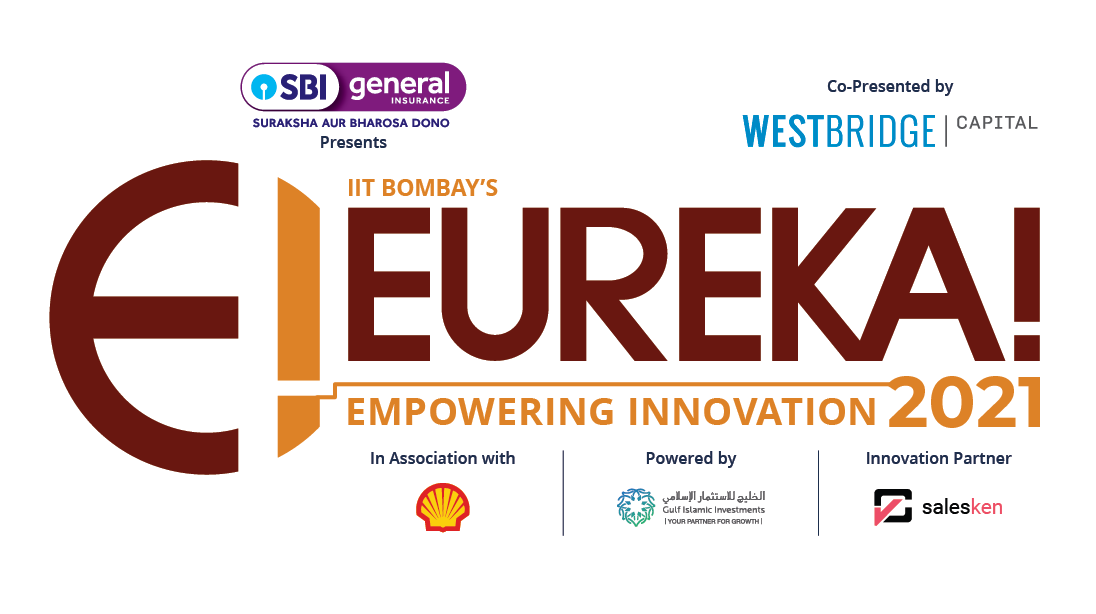 SBI general
INSURANCE
SURAKSHA AUR BHAROSA DONO
Presents
Co-Presented by
WESTBRIDGE | CAPITAL
IIT BOMBAY'S
EUREKA!
EMPOWERING INNOVATION 2021
In Association with
Powered by
الخليج للاستثمار الإسلامي
Gulf Islamic Investments
| YOUR PARTNER FOR GROWTH |
Innovation Partner
salesken